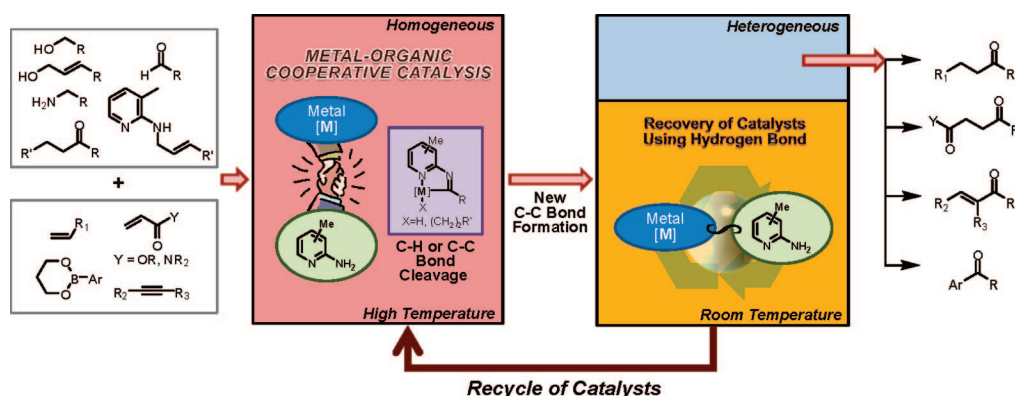 HO
R
HO
R
H2N
R
R'
O
R
O
H
R
N
NH
R'
+
R1
Y
O
Y = OR, NR2
O
B-Ar
O
R2
R3
Homogeneous
METAL-ORGANIC
COOPERATIVE CATALYSIS
Metal
[M]
Me
N
NH2
Me
N
N
[M]
X
R
X=H, (CH2)2R'
C-H or C-C
Bond
Cleavage
High Temperature
New
C-C Bond
Formation
Heterogeneous
Recovery of Catalysts
Using Hydrogen Bond
Metal
[M]
Me
N
NH2
Room Temperature
Recycle of Catalysts
O
R1
R
O
Y
R
O
O
R2
R
R3
O
Ar
R